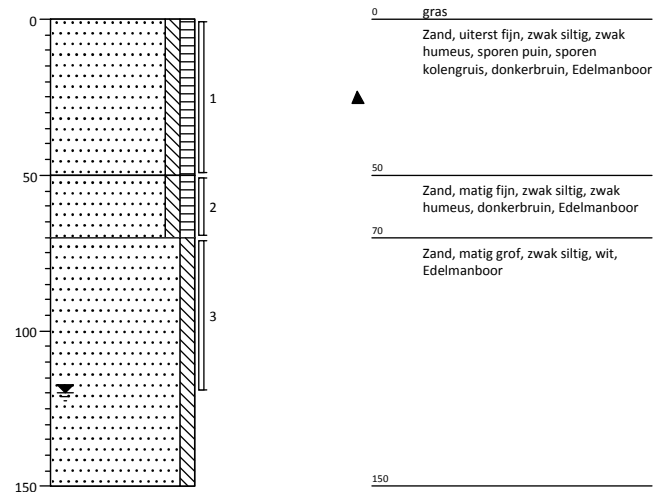 0
50
100
150
1
2
3
0
gras
Zand, uiterst fijn, zwak siltig, zwak
humeus, sporen puin, sporen
kolengruis, donkerbruin, Edelmanboor
50
Zand, matig fijn, zwak siltig, zwak
humeus, donkerbruin, Edelmanboor
70
Zand, matig grof, zwak siltig, wit,
Edelmanboor
150